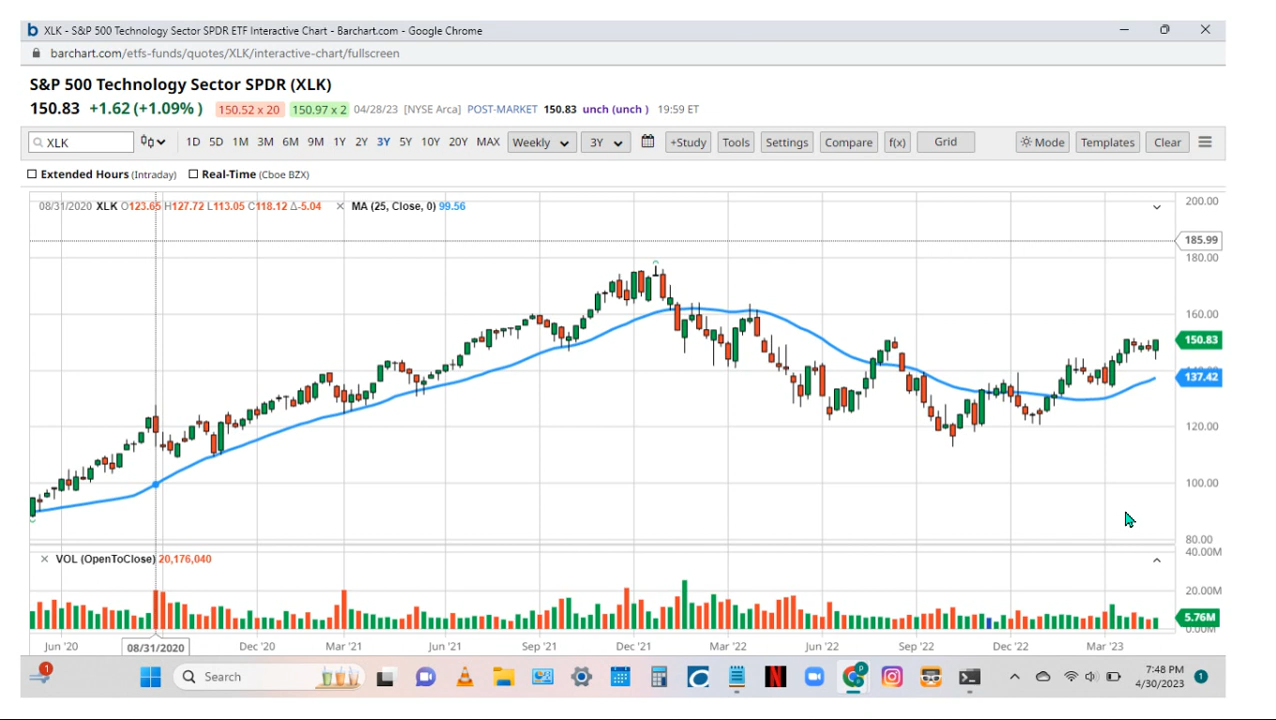 XLK - S&P 500 Technology Sector SPDR ETF Interactive Chart - Barchart.com - Google Chrome
barchart.com/etfs-funds/quotes/XLK/interactive-chart/fullscreen
S&P 500 Technology Sector SPDR (XLK)
150.83 +1.62 (+1.09% ) 150.52 x 20 150.97 x 2 04/28/23 [NYSE Arca] POST-MARKET 150.83 unch (unch ) 19:59 ET
XLK 1D 5D 1M 3M 6M 9M 1Y 2Y 3Y 5Y 10Y 20Y MAX Weekly 3Y +Study Tools Settings Compare f(x) Grid Mode Templates Clear
Extended Hours (Intraday) Real-Time (Cboe BZX)
08/31/2020 XLK O123.65 H127.72 L113.05 C118.12 Δ-5.04 MA (25, Close, 0) 99.56
200.00
185.99
180.00
160.00
150.83
137.42
120.00
100.00
80.00
40.00M
VOL (OpenToClose) 20,176,040
20.00M
5.76M
Jun '20 08/31/2020 Dec '20 Mar '21 Jun '21 Sep '21 Dec '21 Mar '22 Jun '22 Sep '22 Dec '22 Mar '23
1 Search 7:48 PM 1
4/30/2023